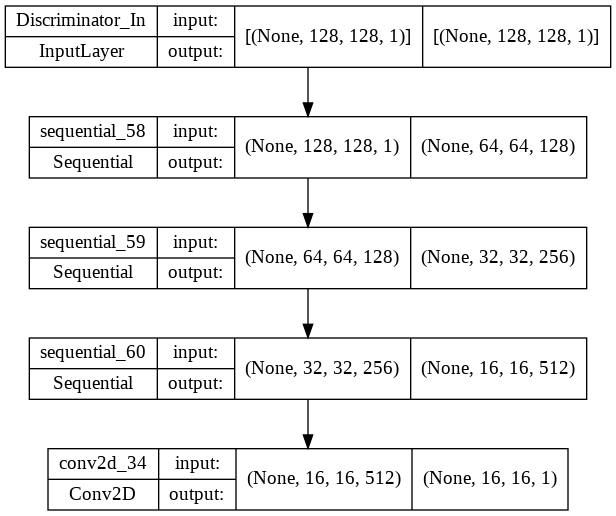 Discriminator_In input: [(None, 128, 128, 1)] [(None, 128, 128, 1)]
InputLayer output:
sequential_58 input: (None, 128, 128, 1) (None, 64, 64, 128)
Sequential output:
sequential_59 input: (None, 64, 64, 128) (None, 32, 32, 256)
Sequential output:
sequential_60 input: (None, 32, 32, 256) (None, 16, 16, 512)
Sequential output:
conv2d_34 input: (None, 16, 16, 512) (None, 16, 16, 1)
Conv2D output: